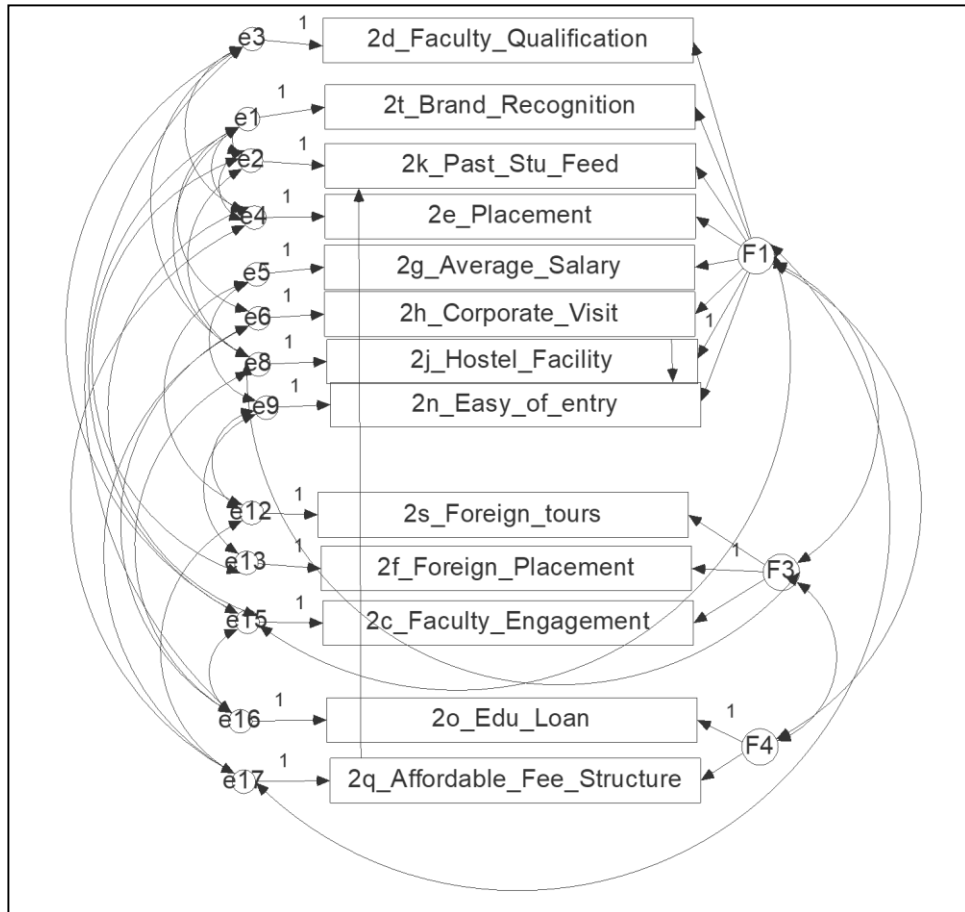 e3 1 2d_Faculty_Qualification
e1 1 2t_Brand_Recognition
e2 1 2k_Past_Stu_Feed
e4 1 2e_Placement
e5 1 2g_Average_Salary F1
e6 1 2h_Corporate_Visit 1
e8 1 2j_Hostel_Facility
e9 1 2n_Easy_of_entry
e12 1 2s_Foreign_tours
e13 1 2f_Foreign_Placement 1 F3
e15 1 2c_Faculty_Engagement
e16 1 2o_Edu_Loan 1 F4
e17 1 2q_Affordable_Fee_Structure